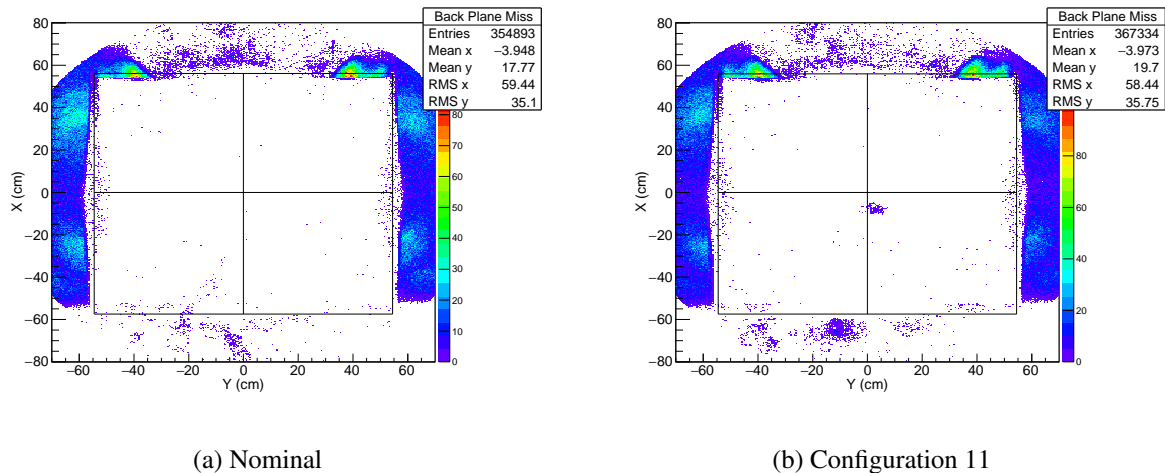 Back Plane Miss
Entries 354893
Mean x −3.948
Mean y 17.77
RMS x 59.44
RMS y 35.1
X (cm)
80
60
40
20
0
−20
−40
−60
−80
−60 −40 −20 0 20 40 60
Y (cm)
80
70
60
50
40
30
20
10
0
(a) Nominal
Back Plane Miss
Entries 367334
Mean x −3.973
Mean y 19.7
RMS x 58.44
RMS y 35.75
X (cm)
80
60
40
20
0
−20
−40
−60
−80
−60 −40 −20 0 20 40 60
Y (cm)
80
60
40
20
0
(b) Configuration 11